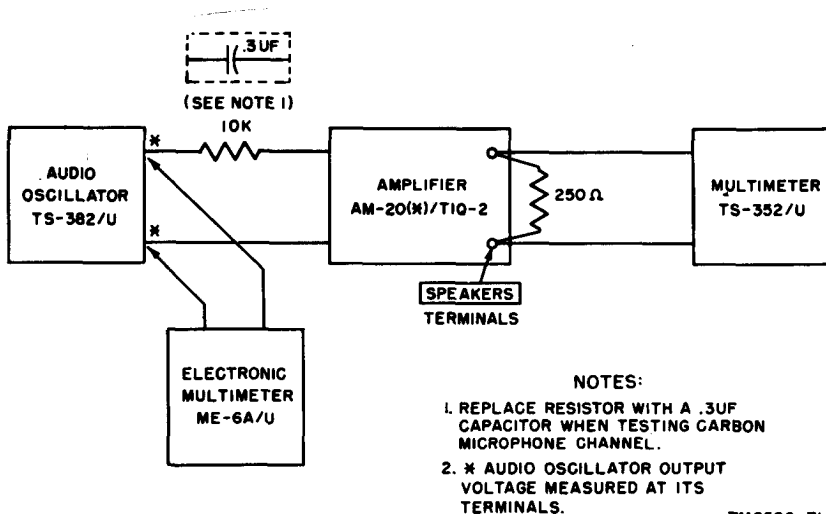 .3UF
(SEE NOTE 1)
10K
*
*
AUDIO
OSCILLATOR
TS-382/U
AMPLIFIER
AM-20(*)/TIQ-2
250Ω
MULTIMETER
TS-352/U
SPEAKERS
TERMINALS
ELECTRONIC
MULTIMETER
ME-6A/U
NOTES:
1. REPLACE RESISTOR WITH A .3UF
CAPACITOR WHEN TESTING CARBON
MICROPHONE CHANNEL.
2. * AUDIO OSCILLATOR OUTPUT
VOLTAGE MEASURED AT ITS
TERMINALS.